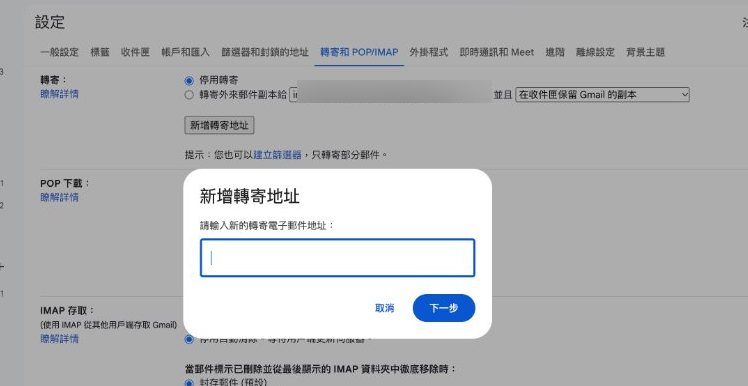 設定
一般設定 標籤 收件匣 帳戶和匯入 篩選器和封鎖的地址 轉寄和 POP/IMAP 外掛程式 即時通訊和 Meet 進階 離線設定 背景主題
轉寄： 停用轉寄
瞭解詳情 轉寄外來郵件副本給 並且 在收件匣保留 Gmail 的副本
新增轉寄地址
提示：您也可以建立篩選器，只轉寄部分郵件。
POP 下載：
瞭解詳情
新增轉寄地址
請輸入新的轉寄電子郵件地址：
取消 下一步
IMAP 存取：
(使用 IMAP 從其他用戶端存取 Gmail)
瞭解詳情
當郵件標示已刪除並從最後顯示的 IMAP 資料夾中徹底移除時：
封存郵件 (預設)